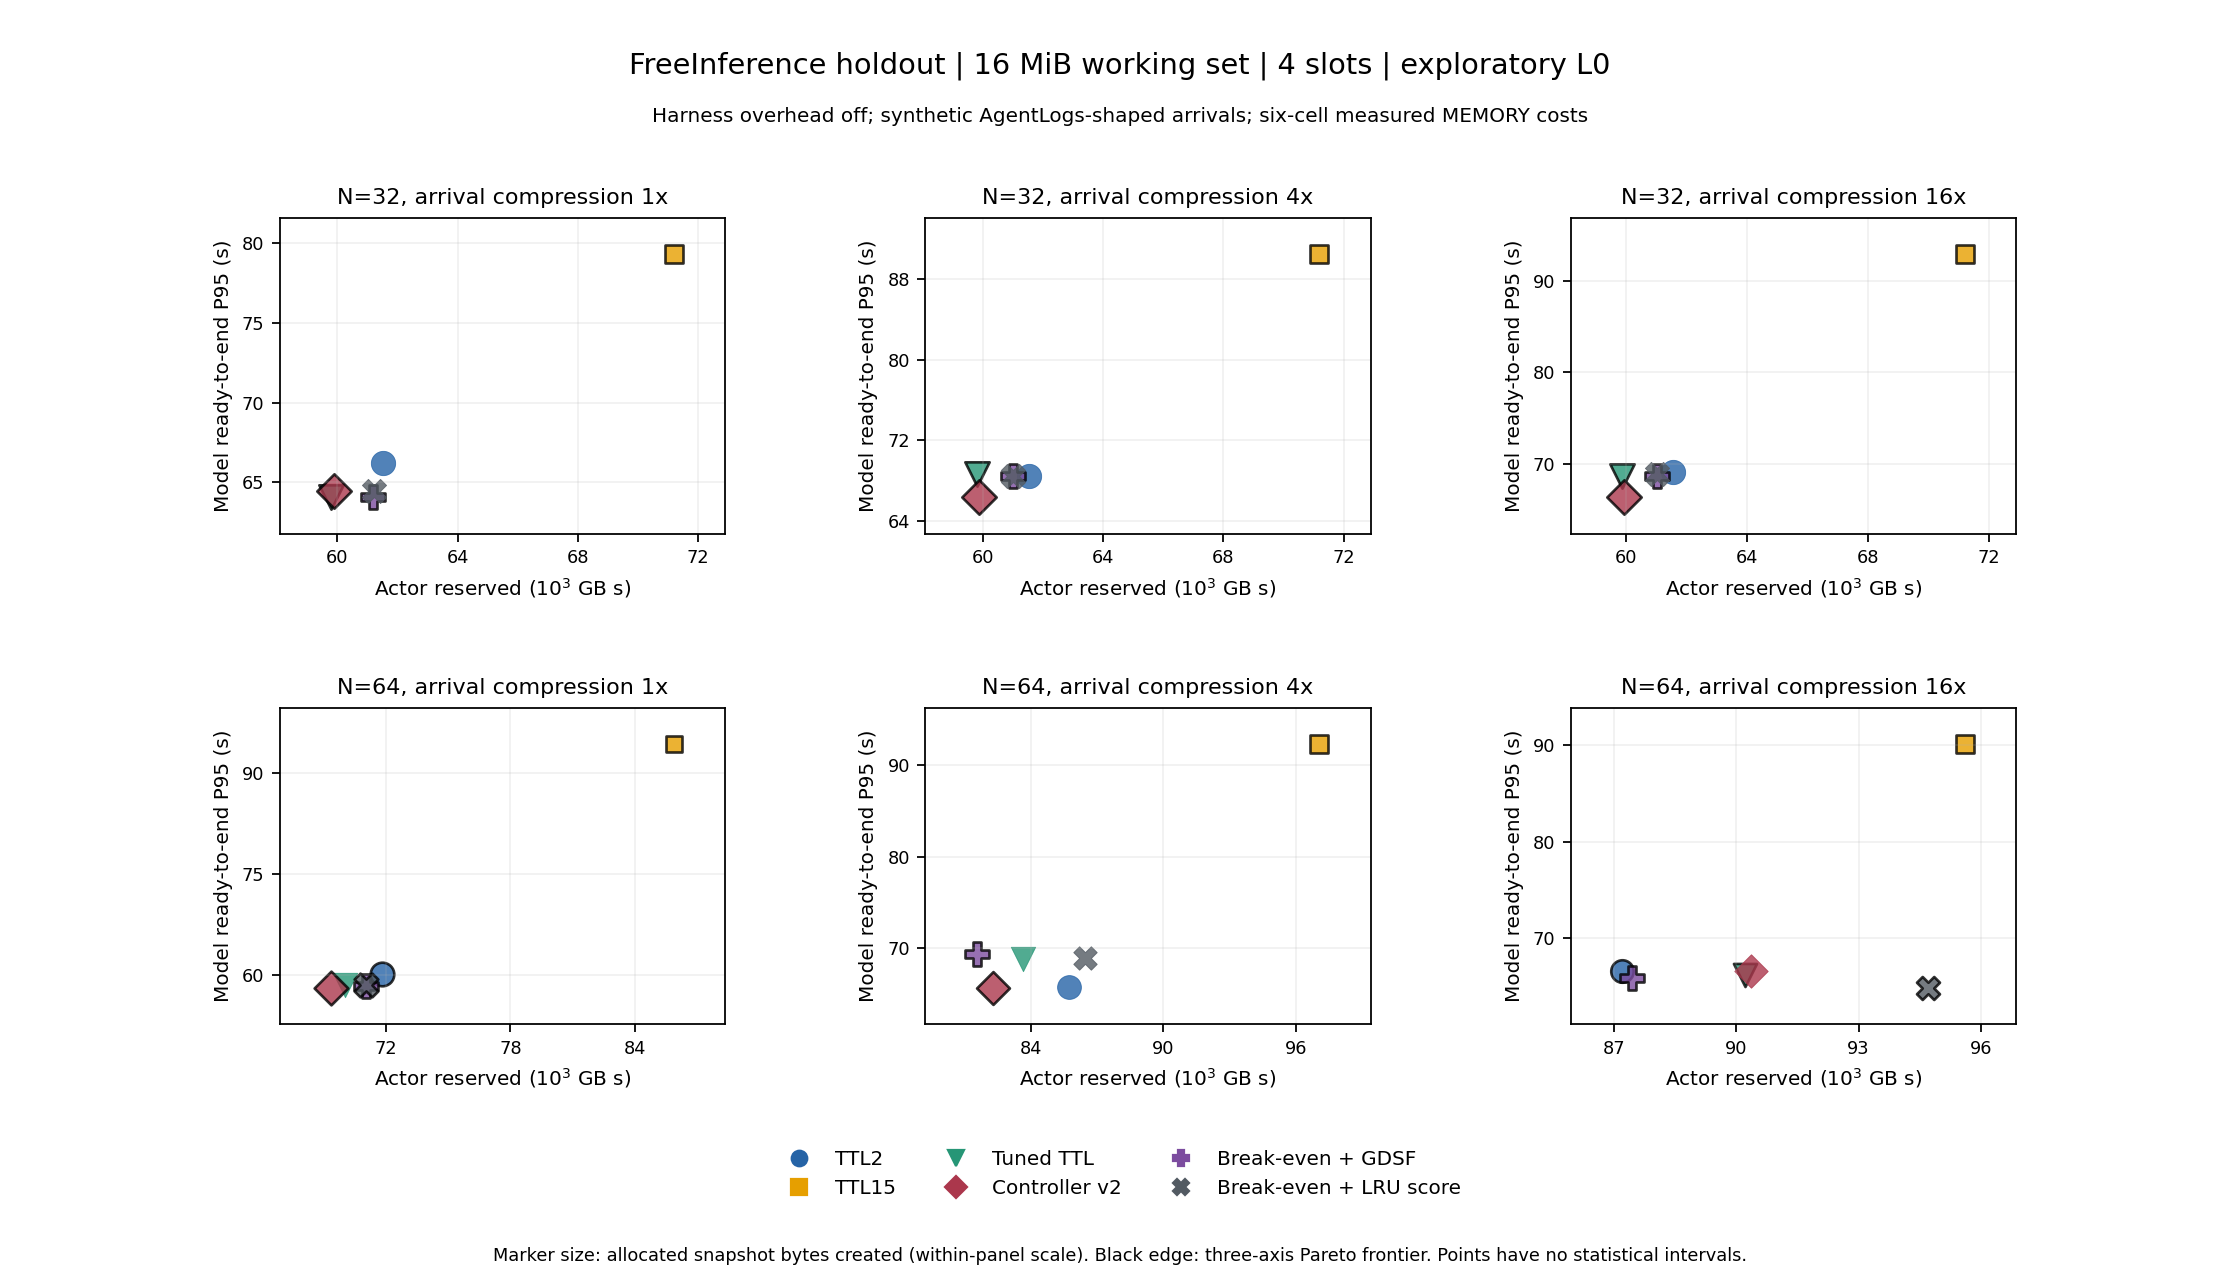 FreeInference holdout | 16 MiB working set | 4 slots | exploratory L0
Harness overhead off; synthetic AgentLogs-shaped arrivals; six-cell measured MEMORY costs
N=32, arrival compression 1x
80
75
70
65
Model ready-to-end P95 (s)
60 64 68 72
Actor reserved (10³ GB s)
N=32, arrival compression 4x
88
80
72
64
Model ready-to-end P95 (s)
60 64 68 72
Actor reserved (10³ GB s)
N=32, arrival compression 16x
90
80
70
Model ready-to-end P95 (s)
60 64 68 72
Actor reserved (10³ GB s)
N=64, arrival compression 1x
90
75
60
Model ready-to-end P95 (s)
72 78 84
Actor reserved (10³ GB s)
N=64, arrival compression 4x
90
80
70
Model ready-to-end P95 (s)
84 90 96
Actor reserved (10³ GB s)
N=64, arrival compression 16x
90
80
70
Model ready-to-end P95 (s)
87 90 93 96
Actor reserved (10³ GB s)
TTL2
TTL15
Tuned TTL
Controller v2
Break-even + GDSF
Break-even + LRU score
Marker size: allocated snapshot bytes created (within-panel scale). Black edge: three-axis Pareto frontier. Points have no statistical intervals.